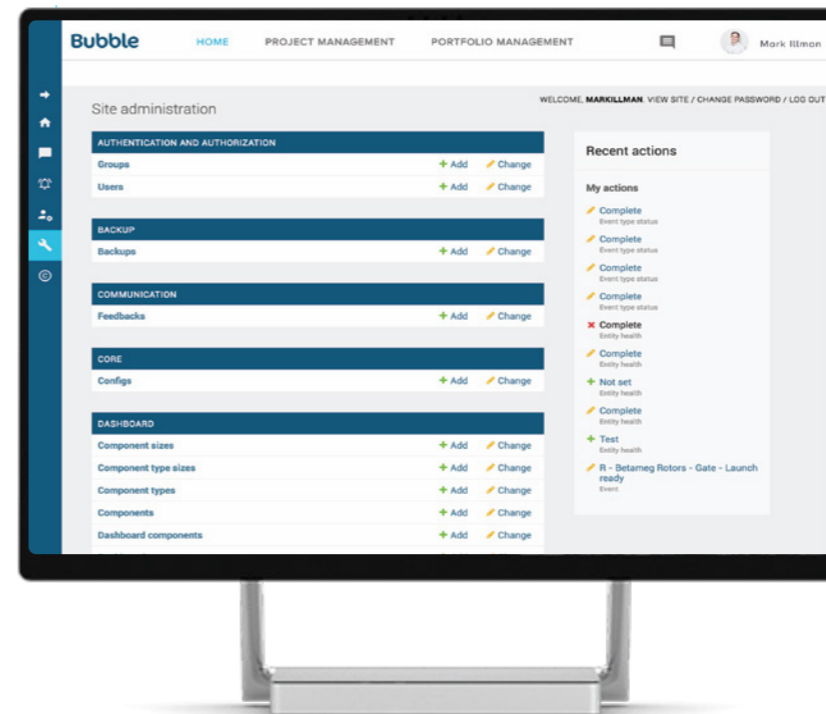 Bubble HOME PROJECT MANAGEMENT PORTFOLIO MANAGEMENT Mark Illman
WELCOME, MARKILLMAN. VIEW SITE / CHANGE PASSWORD / LOG OUT
Site administration
AUTHENTICATION AND AUTHORIZATION
Groups + Add Change
Users + Add Change
BACKUP
Backups + Add Change
COMMUNICATION
Feedbacks + Add Change
CORE
Configs + Add Change
DASHBOARD
Component sizes + Add Change
Component type sizes + Add Change
Component types + Add Change
Components + Add Change
Dashboard components + Add Change
Recent actions
My actions
Complete
Event type status
Complete
Event type status
Complete
Event type status
Complete
Event type status
Complete
Entity health
Complete
Entity health
+ Not set
Entity health
Complete
Entity health
+ Test
Entity health
R - Betameg Rotors - Gate - Launch
ready
Event